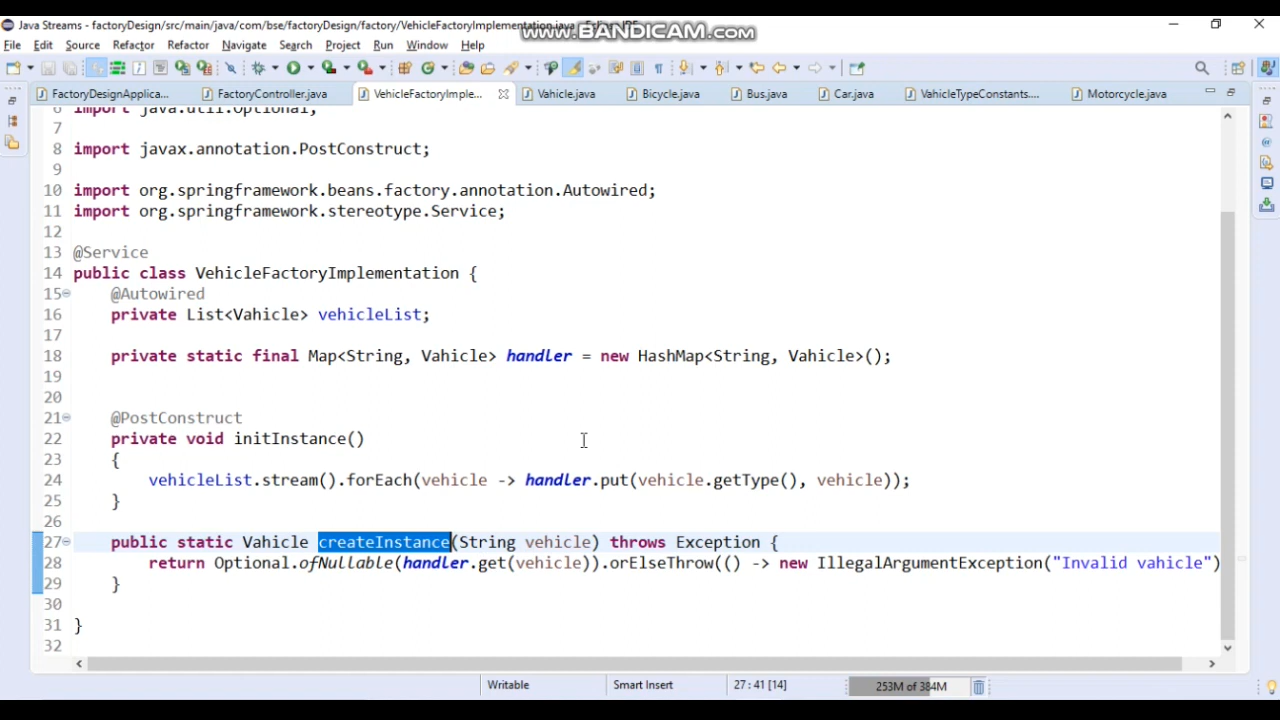 Java Streams - factoryDesign/src/main/java/com/bse/factoryDesign/factory/VehicleFactoryImplementation.java
www.BANDICAM.com
File Edit Source Refactor Refactor Navigate Search Project Run Window Help
FactoryDesignApplica... FactoryController.java VehicleFactoryImple... Vahicle.java Bicycle.java Bus.java Car.java VahicleTypeConstants.... Motorcycle.java
6 import java.util.Optional;
7
8 import javax.annotation.PostConstruct;
9
10 import org.springframework.beans.factory.annotation.Autowired;
11 import org.springframework.stereotype.Service;
12
13 @Service
14 public class VehicleFactoryImplementation {
15 @Autowired
16 private List<Vahicle> vehicleList;
17
18 private static final Map<String, Vahicle> handler = new HashMap<String, Vahicle>();
19
20
21 @PostConstruct
22 private void initInstance()
23 {
24 vehicleList.stream().forEach(vehicle -> handler.put(vehicle.getType(), vehicle));
25 }
26
27 public static Vahicle createInstance(String vehicle) throws Exception {
28 return Optional.ofNullable(handler.get(vehicle)).orElseThrow(() -> new IllegalArgumentException("Invalid vahicle")
29 }
30
31 }
32
Writable Smart Insert 27 : 41 [14] 253M of 384M